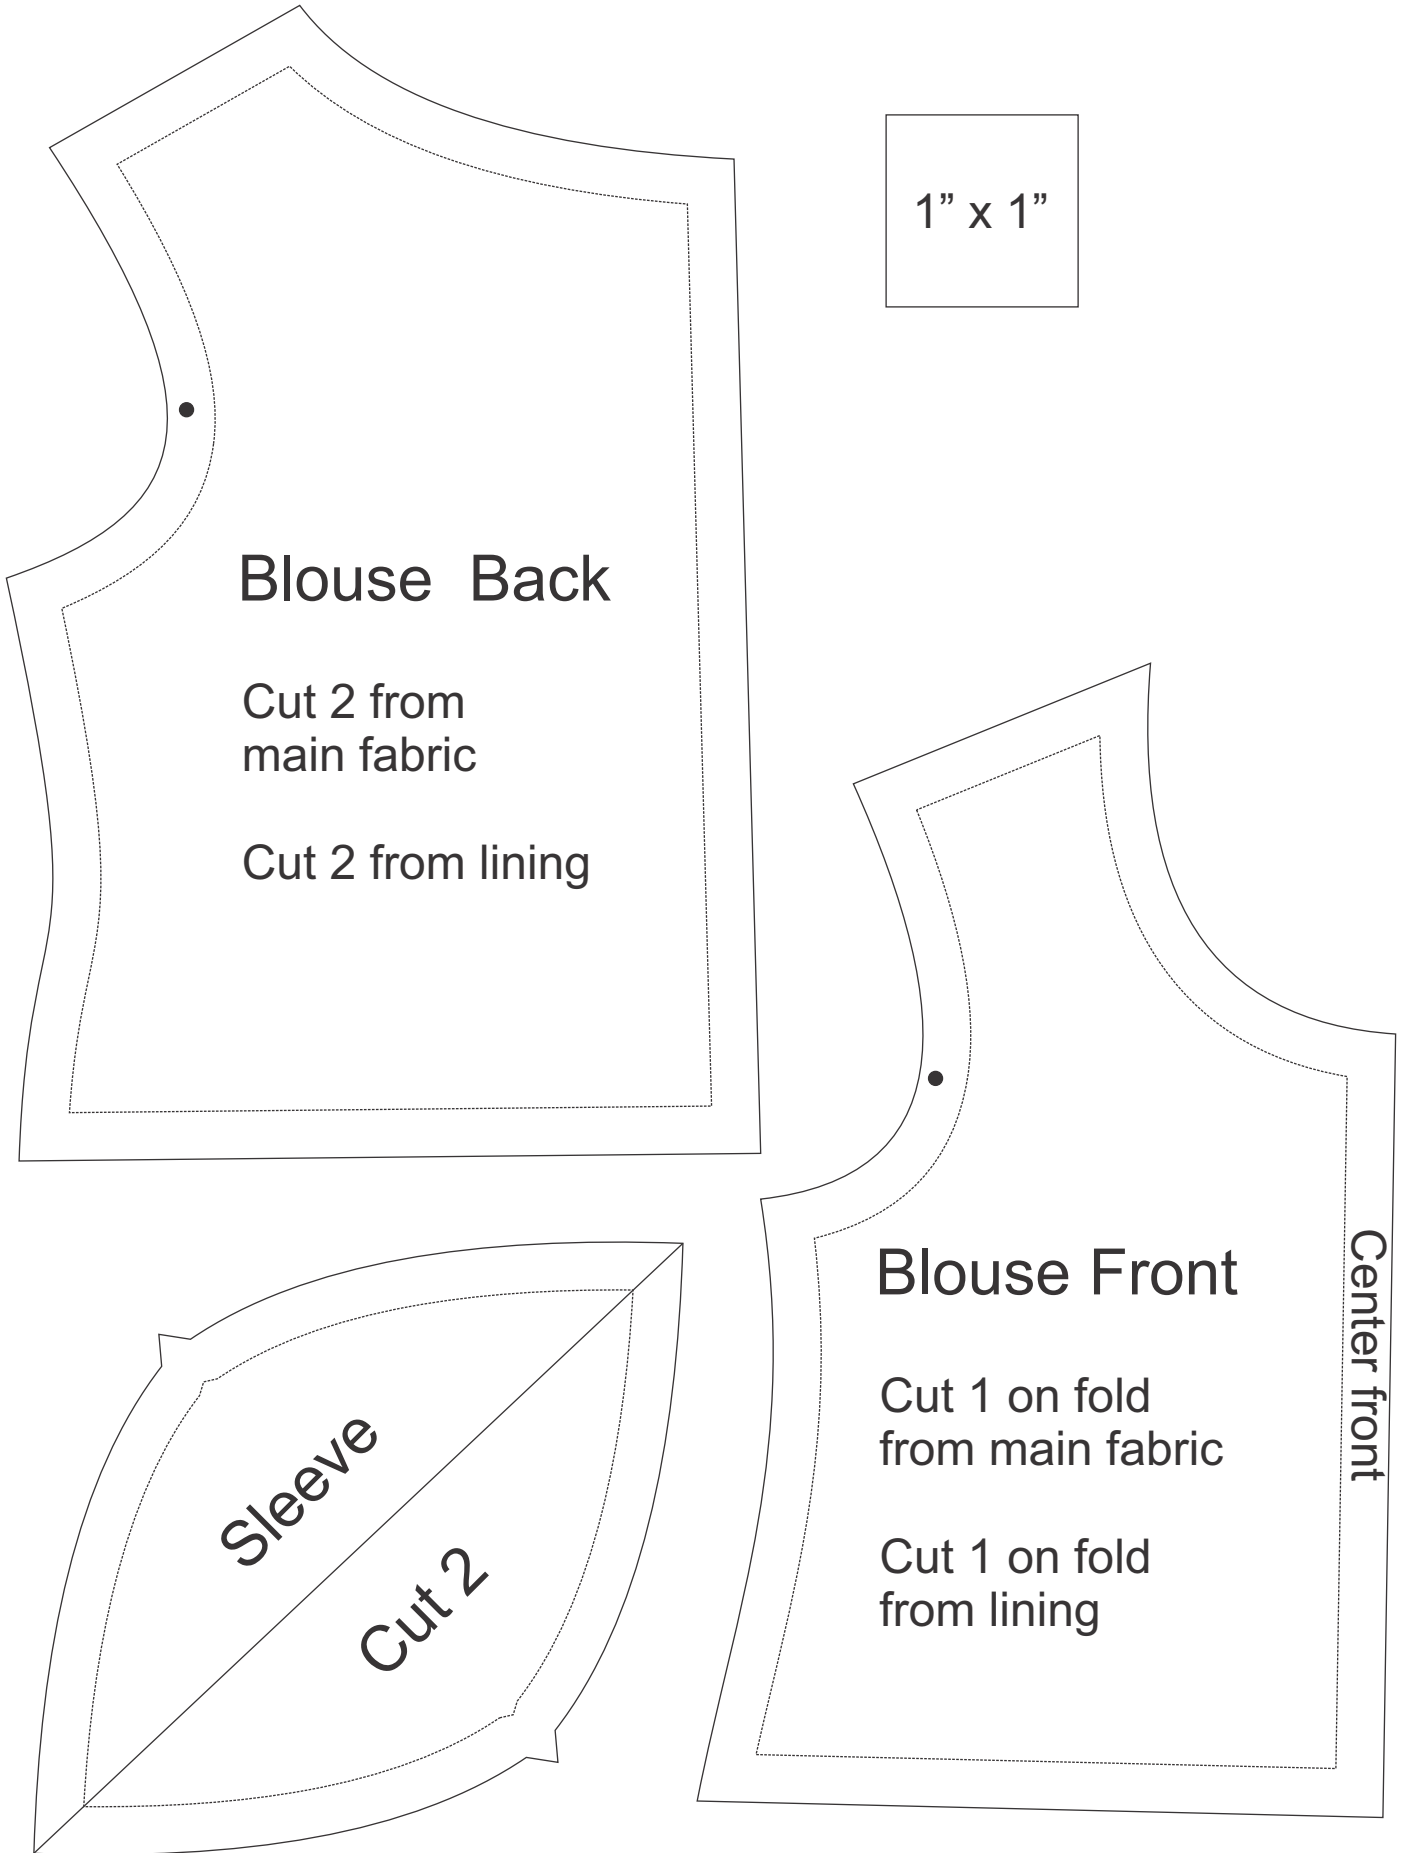 1” x 1”
Blouse  Back
Cut 2 from
main fabric
Cut 2 from lining
Blouse Front
Cut 1 on fold
from main fabric
Cut 1 on fold
from lining
Center front
Sleeve
Cut 2